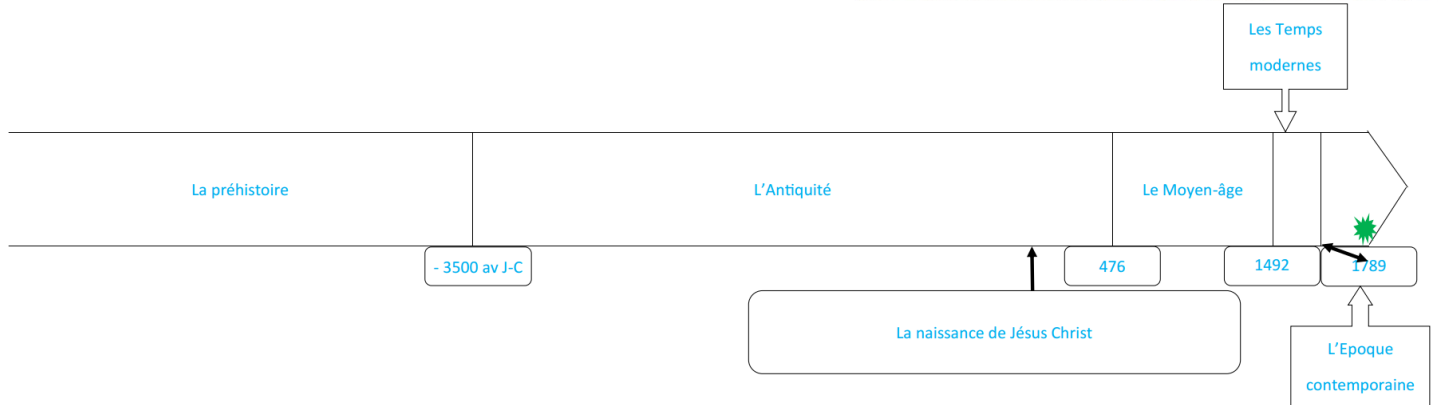 Les Temps
modernes
La préhistoire
L'Antiquité
Le Moyen-âge
- 3500 av J-C
476
1492
1789
La naissance de Jésus Christ
L'Epoque
contemporaine